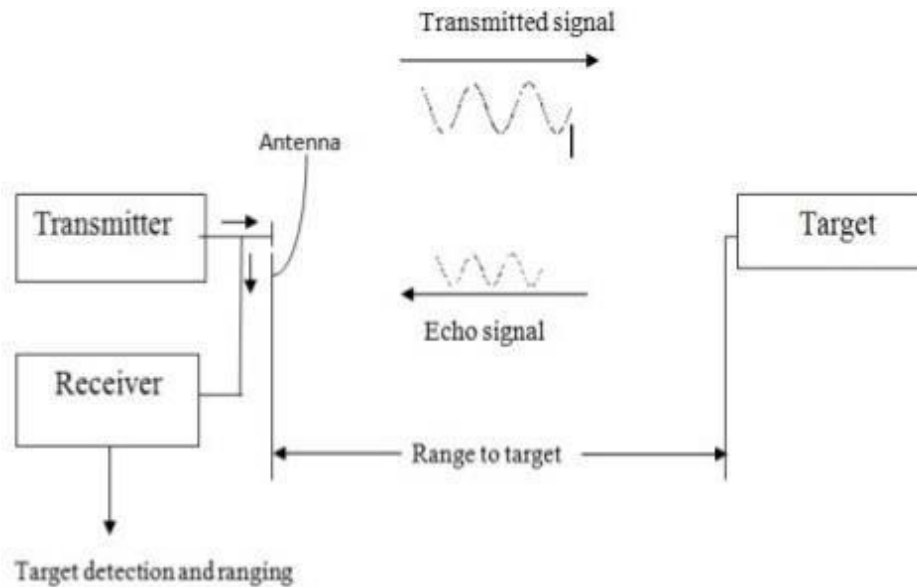 Transmitted signal
Antenna
Transmitter
Target
Echo signal
Receiver
Range to target
Target detection and ranging